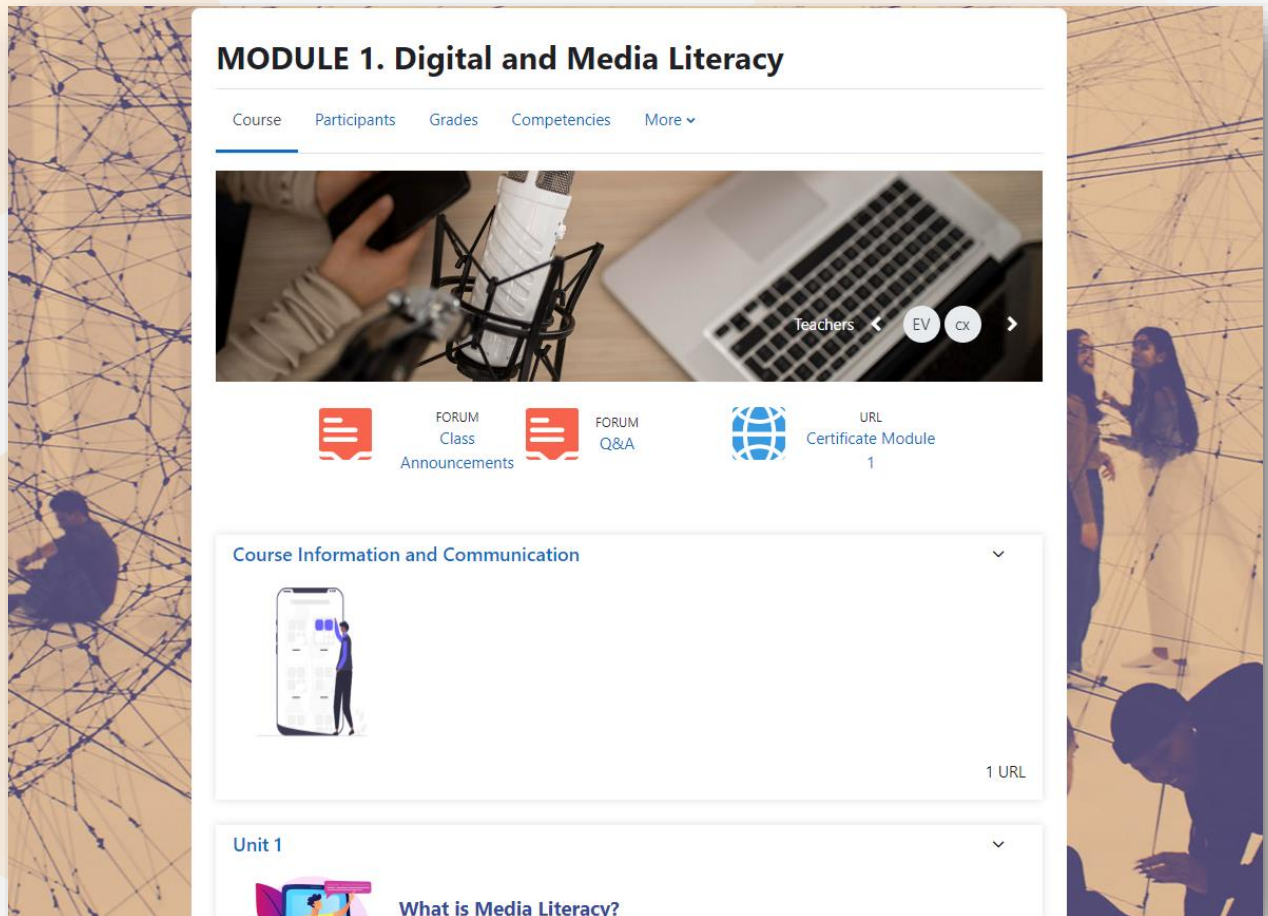 MODULE 1. Digital and Media Literacy
Course Participants Grades Competencies More
Teachers EV cx
FORUM
Class
Announcements
FORUM
Q&A
URL
Certificate Module
1
Course Information and Communication
1 URL
Unit 1
What is Media Literacy?